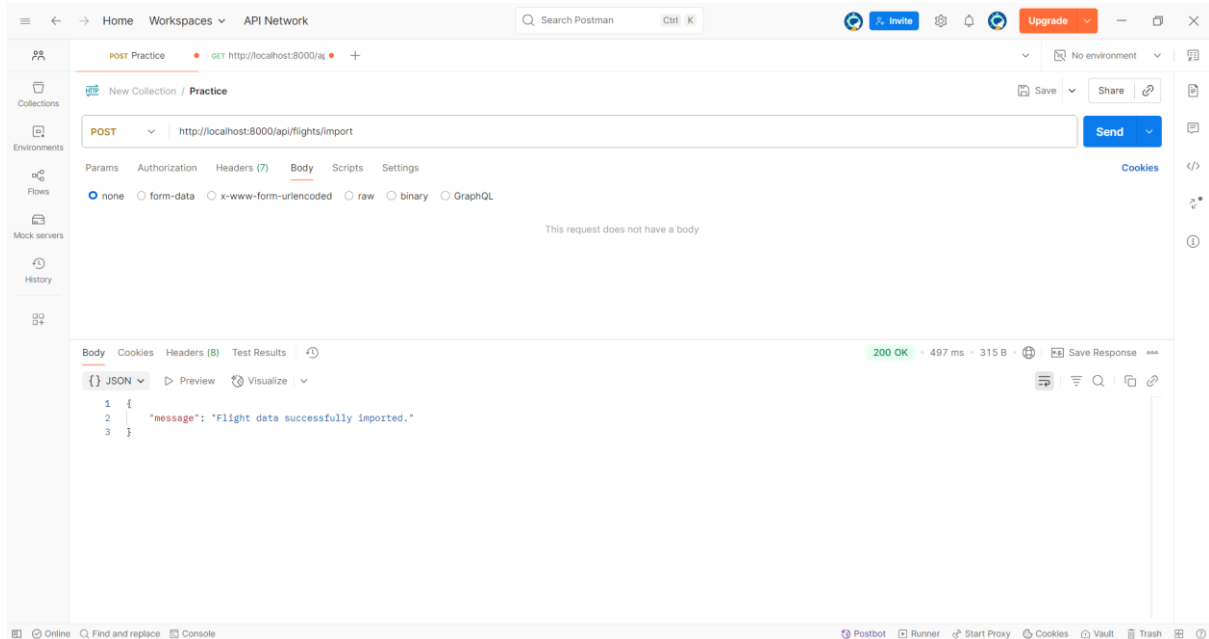 Home Workspaces API Network Search Postman Ctrl K Invite Upgrade
POST Practice GET http://localhost:8000/ap No environment
Collections
New Collection / Practice Save Share
Environments
POST http://localhost:8000/api/flights/import Send
Flows
Params Authorization Headers (7) Body Scripts Settings Cookies
none form-data x-www-form-urlencoded raw binary GraphQL
Mock servers
This request does not have a body
History
Body Cookies Headers (8) Test Results 200 OK 497 ms 315 B Save Response
{} JSON Preview Visualize
1 {
2 "message": "Flight data successfully imported."
3 }
Online Find and replace Console Postbot Runner Start Proxy Cookies Vault Trash